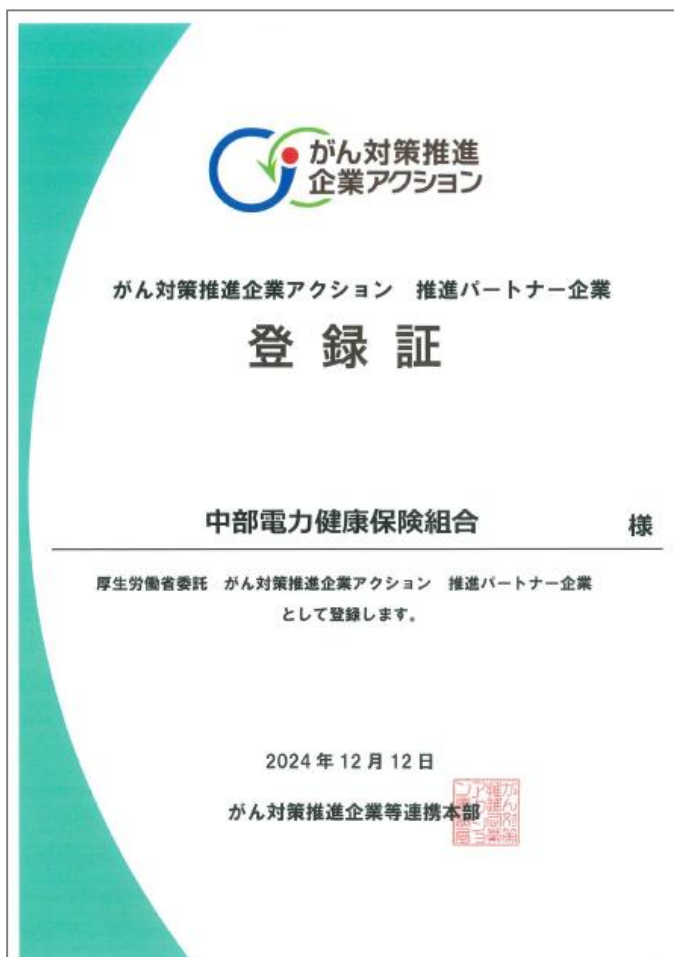 がん対策推進
企業アクション
がん対策推進企業アクション　推進パートナー企業
登録証
中部電力健康保険組合　様
厚生労働省委託　がん対策推進企業アクション　推進パートナー企業
として登録します。
2024年12月12日
がん対策推進企業等連携本部